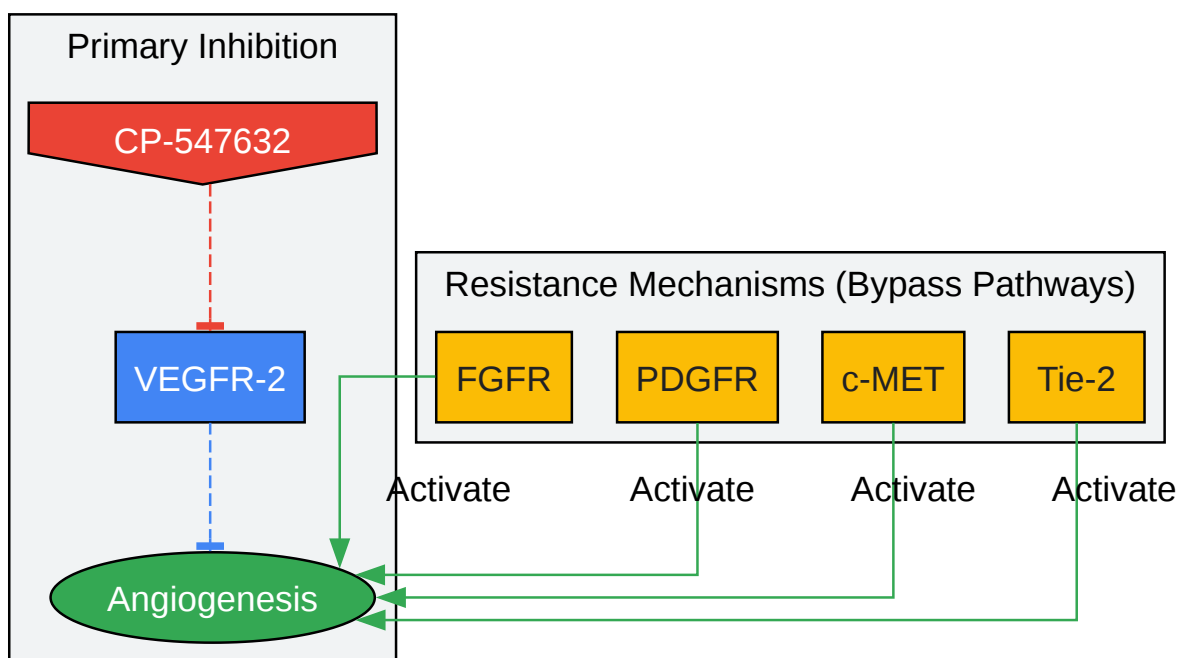 Primary Inhibition
CP-547632
VEGFR-2
Angiogenesis
Resistance Mechanisms (Bypass Pathways)
FGFR
PDGFR
c-MET
Tie-2
Activate
Activate
Activate
Activate